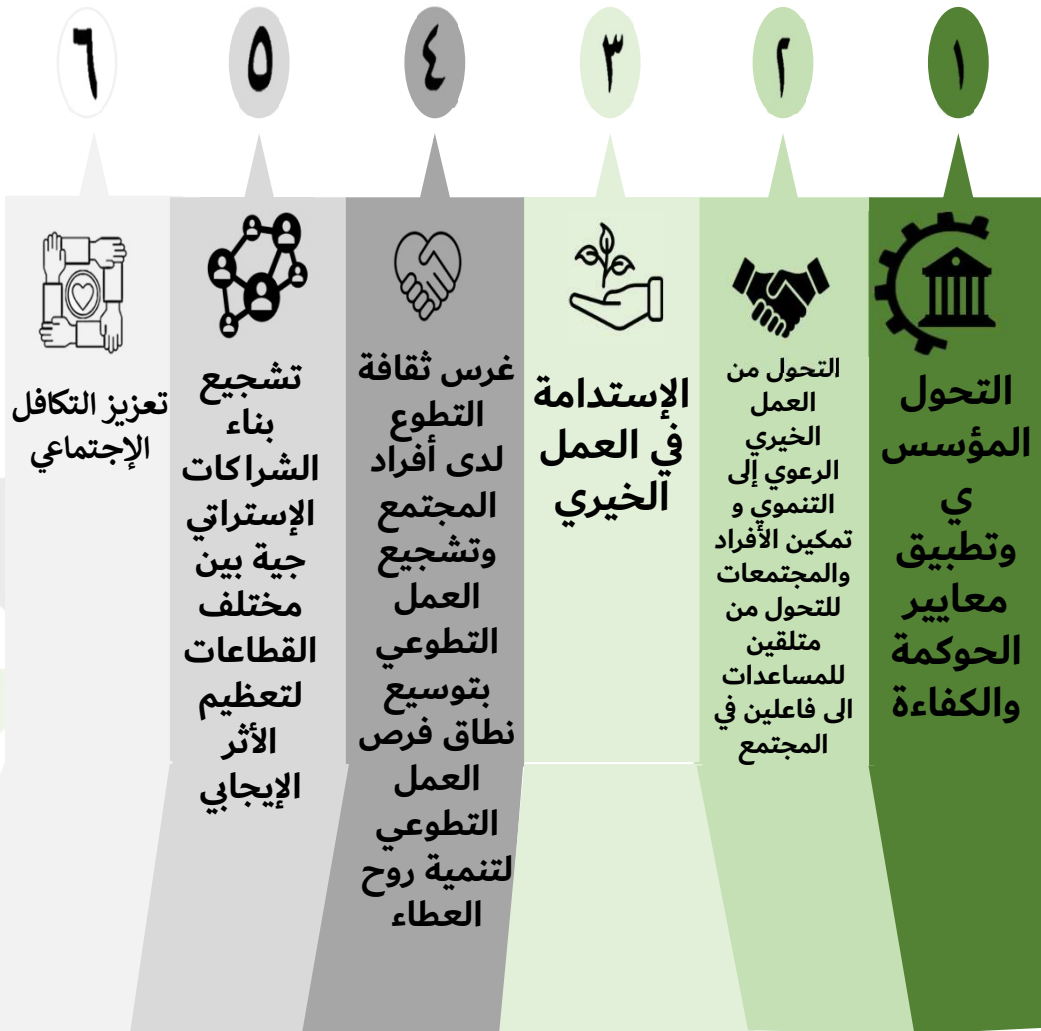 ١
التحول
المؤسس
ي
وتطبيق
معايير
الحوكمة
والكفاءة
٢
التحول من
العمل
الخيري
الرعوي إلى
التنموي و
تمكين الأفراد
والمجتمعات
للتحول من
متلقين
للمساعدات
الى فاعلين في
المجتمع
٣
الإستدامة
في العمل
الخيري
٤
غرس ثقافة
التطوع
لدى أفراد
المجتمع
وتشجيع
العمل
التطوعي
بتوسيع
نطاق فرص
العمل
التطوعي
لتنمية روح
العطاء
٥
تشجيع
بناء
الشراكات
الإستراتي
جية بين
مختلف
القطاعات
لتعظيم
الأثر
الإيجابي
٦
تعزيز التكافل
الإجتماعي